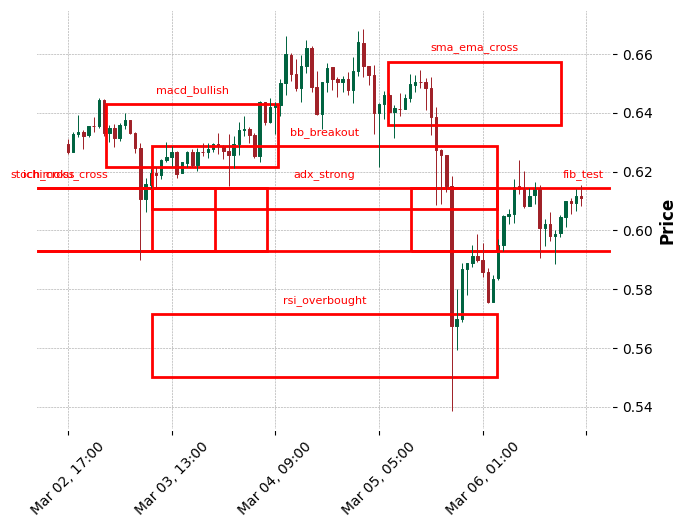 sma_ema_cross
0.66
macd_bullish
0.64
bb_breakout
0.62
adx_strong
fib_test
0.60
Price
0.58
rsi_overbought
0.56
0.54
Mar 02, 17:00
Mar 03, 13:00
Mar 04, 09:00
Mar 05, 05:00
Mar 06, 01:00